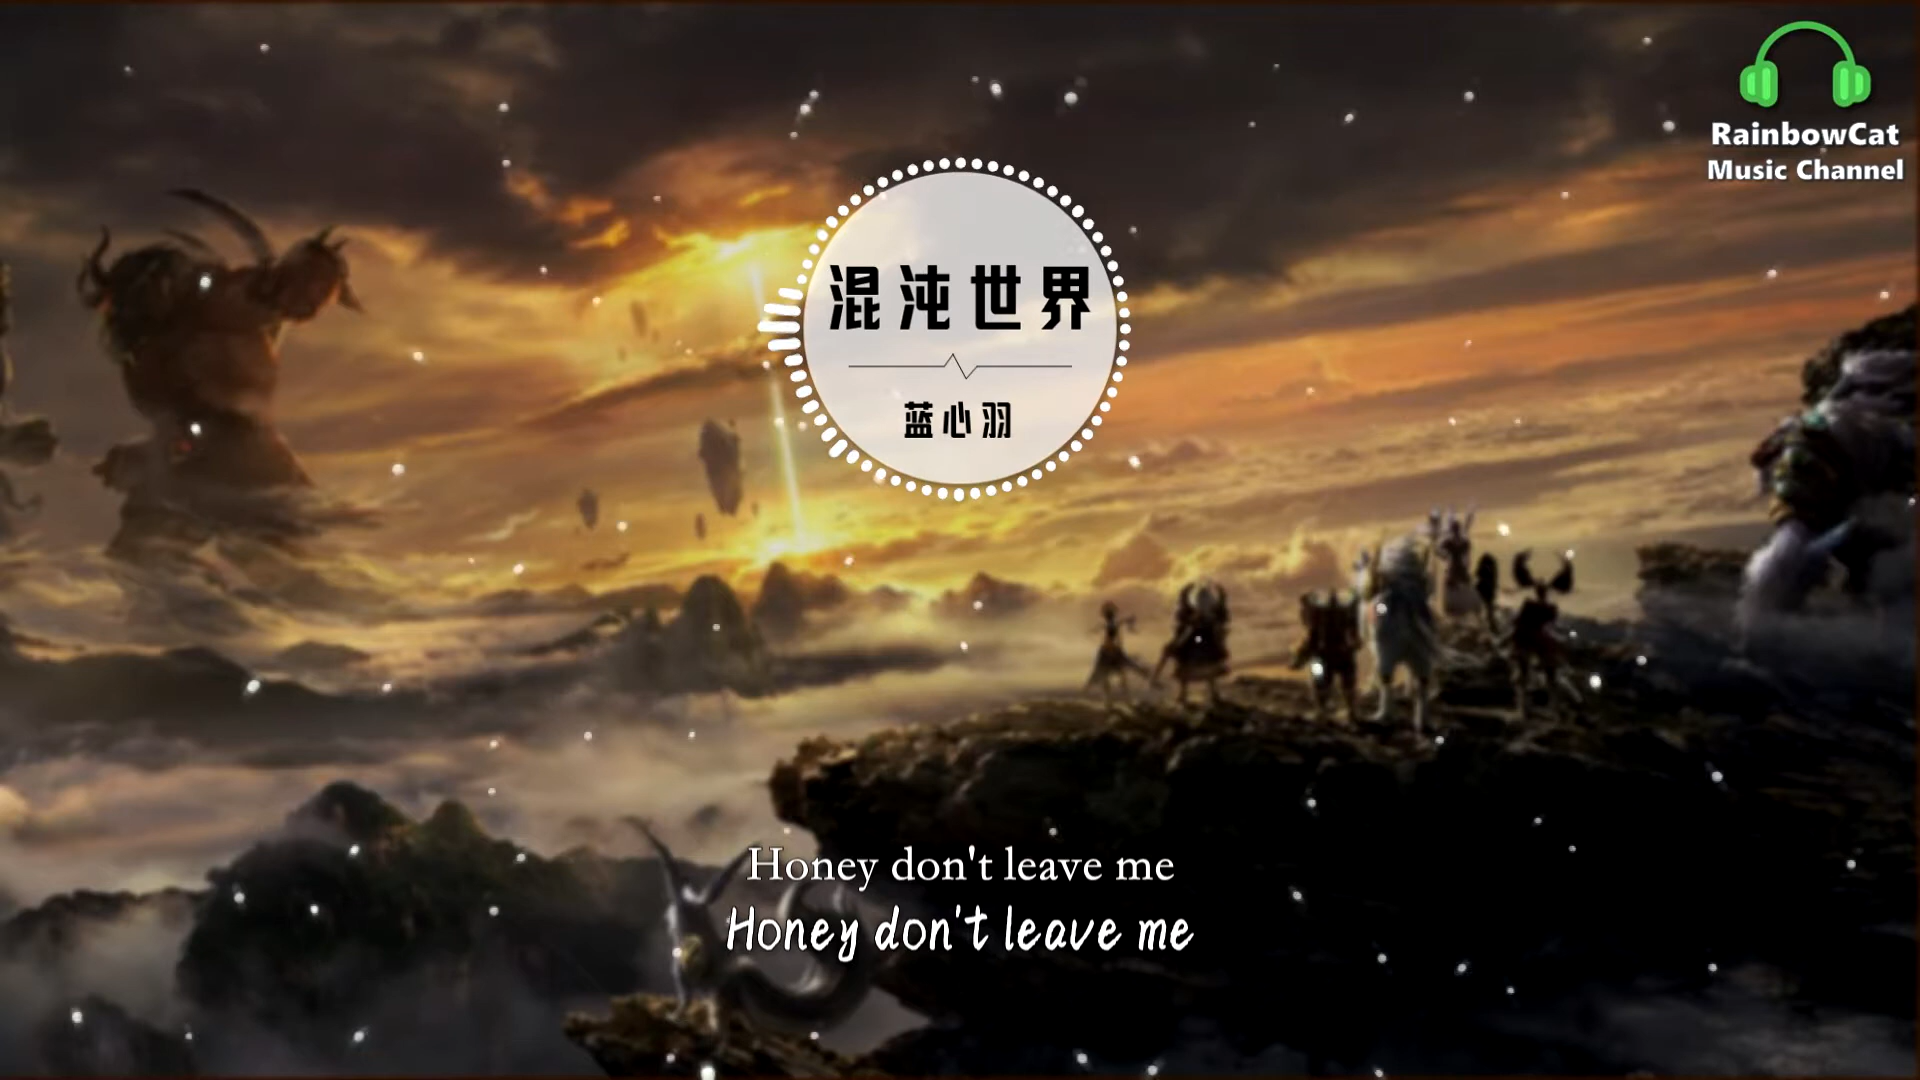 RainbowCat
Music Channel
混沌世界
蓝心羽
Honey don't leave me
Honey don't leave me